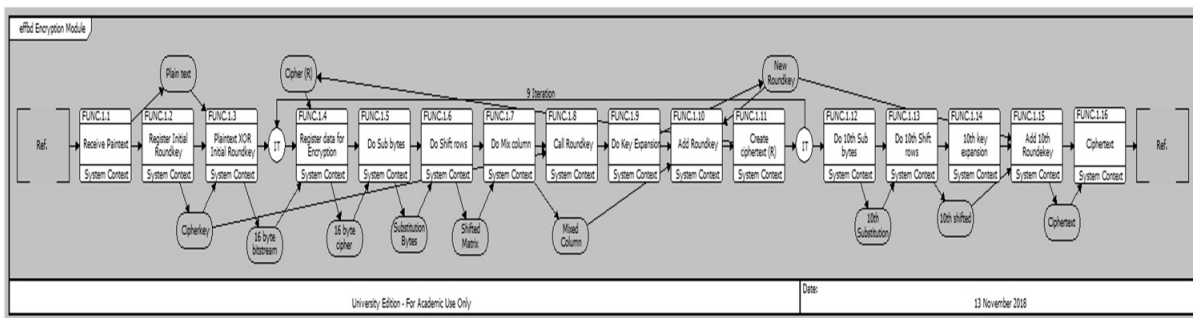 effbd Encryption Module
Plain text
Cipher (R)
New
Roundkey
9 Iteration
FUNC.1.1
Receive Paintext
System Context
FUNC.1.2
Register Initial
Roundkey
System Context
FUNC.1.3
Plaintext XOR
Initial Roundkey
System Context
FUNC.1.4
Register data for
Encryption
System Context
FUNC.1.5
Do Sub bytes
System Context
FUNC.1.6
Do Shift rows
System Context
FUNC.1.7
Do Mix column
System Context
FUNC.1.8
Call Roundkey
System Context
FUNC.1.9
Do Key Expansion
System Context
FUNC.1.10
Add Roundkey
System Context
FUNC.1.11
Create
ciphertext (R)
System Context
FUNC.1.12
Do 10th Sub
bytes
System Context
FUNC.1.13
Do 10th Shift
rows
System Context
FUNC.1.14
10th key
expansion
System Context
FUNC.1.15
Add 10th
Roundekey
System Context
FUNC.1.16
Ciphertext
System Context
Ref.
IT
IT
Ref.
Cipherkey
16 byte
bitstream
16 byte
cipher
Substitution
Bytes
Shifted
Matrix
Mixed
Column
10th
Substitution
10th shifted
Ciphertext
University Edition - For Academic Use Only
Date:
13 November 2018